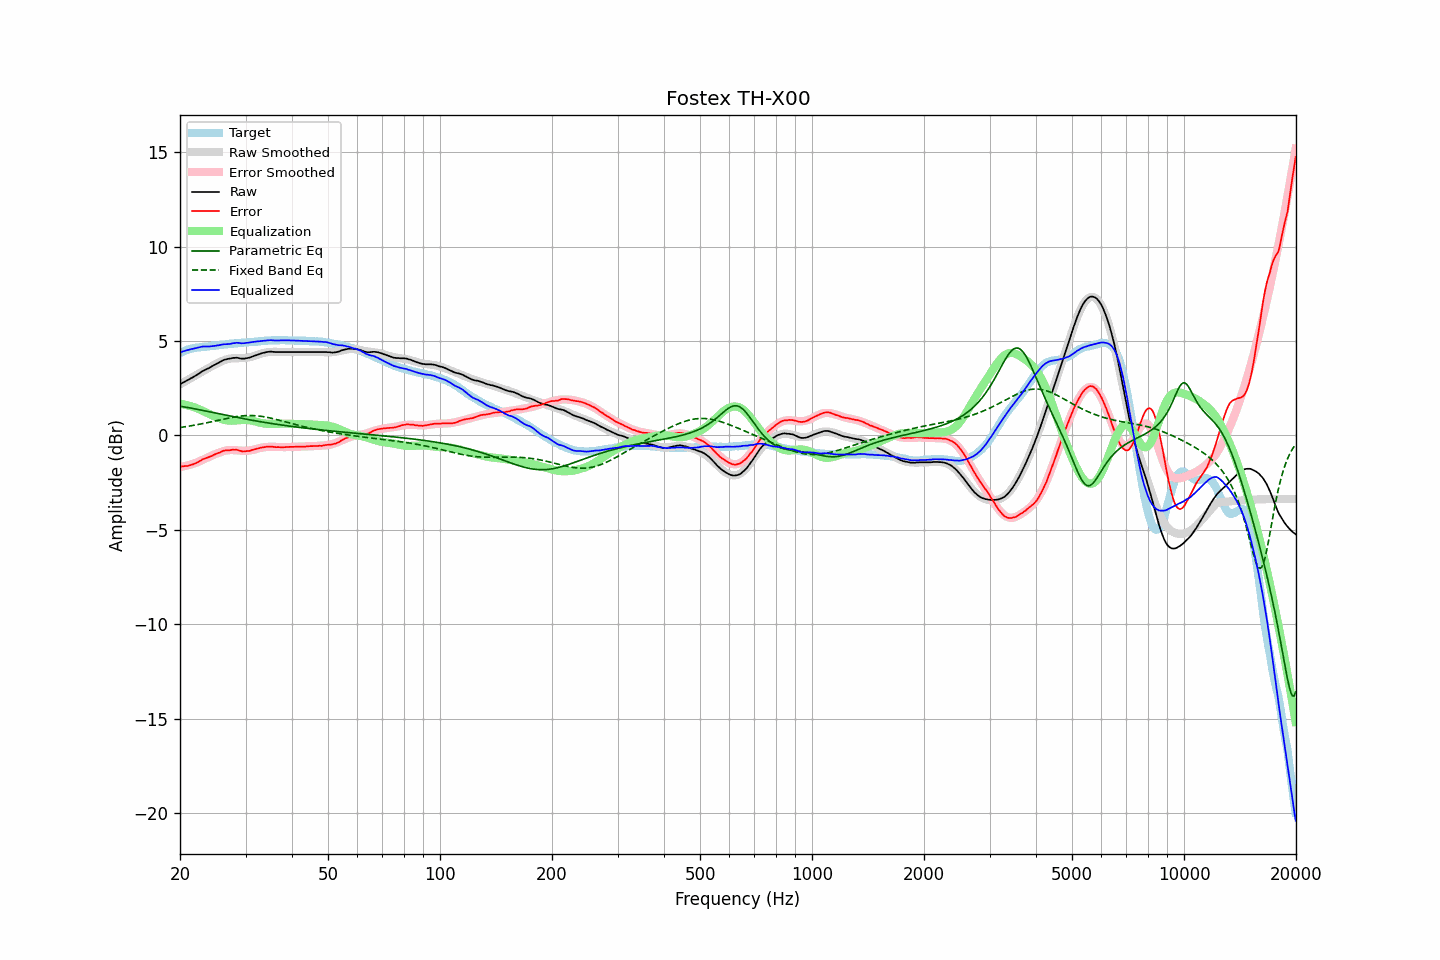 Fostex TH-X00
Target
Raw Smoothed
Error Smoothed
Raw
Error
Equalization
Parametric Eq
Fixed Band Eq
Equalized
15
10
5
0
−5
−10
−15
−20
Amplitude (dBr)
20
50
100
200
500
1000
2000
5000
10000
20000
Frequency (Hz)